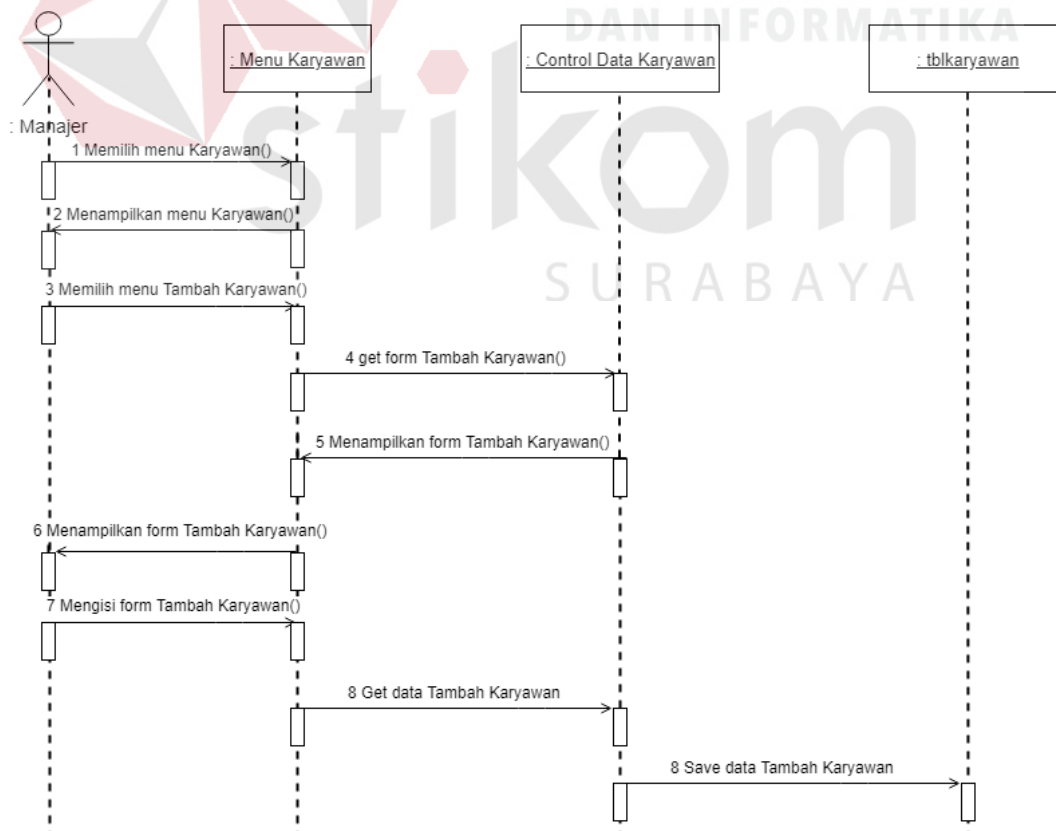 DAN INFORMATIKA
stikom
SURABAYA
: Manajer
: Menu Karyawan
: Control Data Karyawan
: tblkaryawan
1 Memilih menu Karyawan()
2 Menampilkan menu Karyawan()
3 Memilih menu Tambah Karyawan()
4 get form Tambah Karyawan()
5 Menampilkan form Tambah Karyawan()
6 Menampilkan form Tambah Karyawan()
7 Mengisi form Tambah Karyawan()
8 Get data Tambah Karyawan
8 Save data Tambah Karyawan